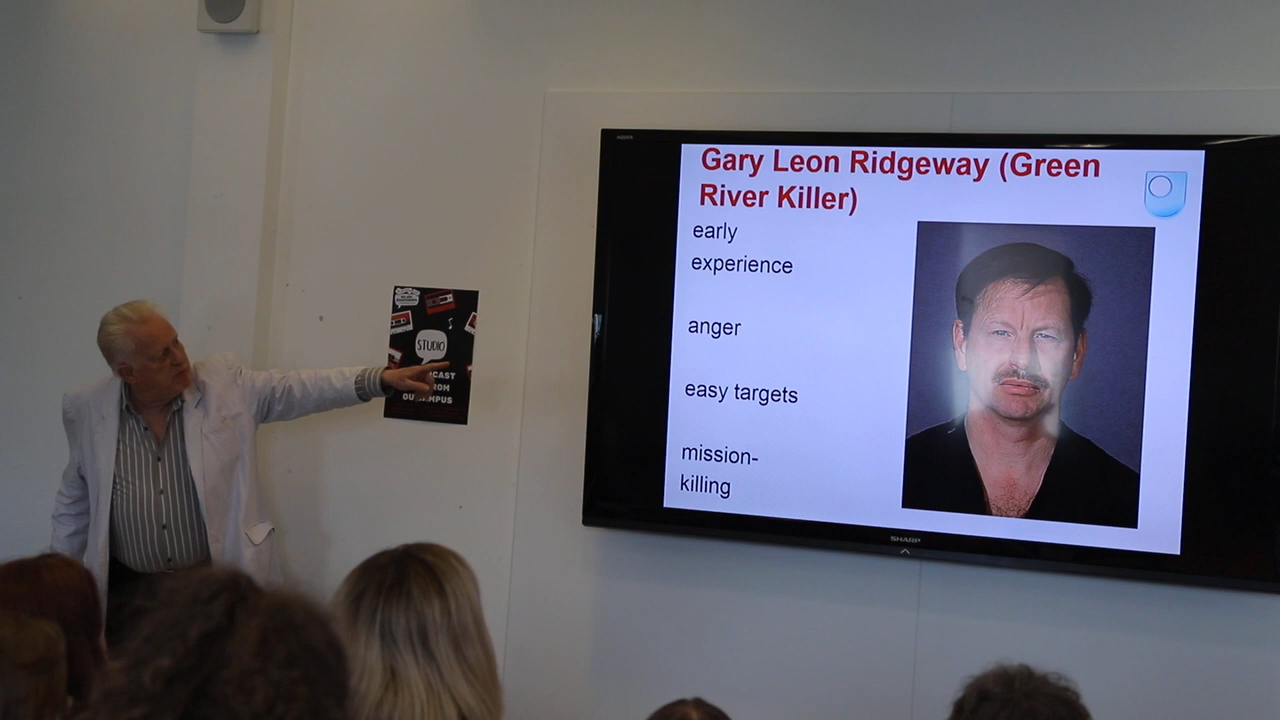 Gary Leon Ridgeway (Green
River Killer)
early
experience
anger
easy targets
mission-
killing
SHARP
STUDIO